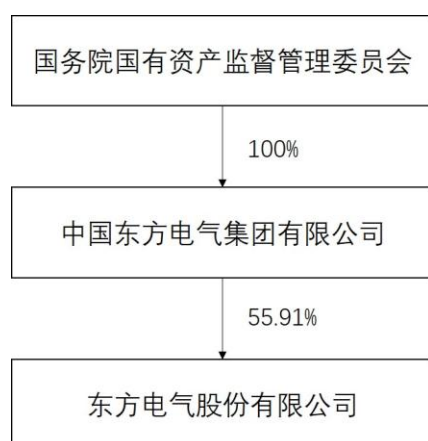 国务院国有资产监督管理委员会
100%
中国东方电气集团有限公司
55.91%
东方电气股份有限公司